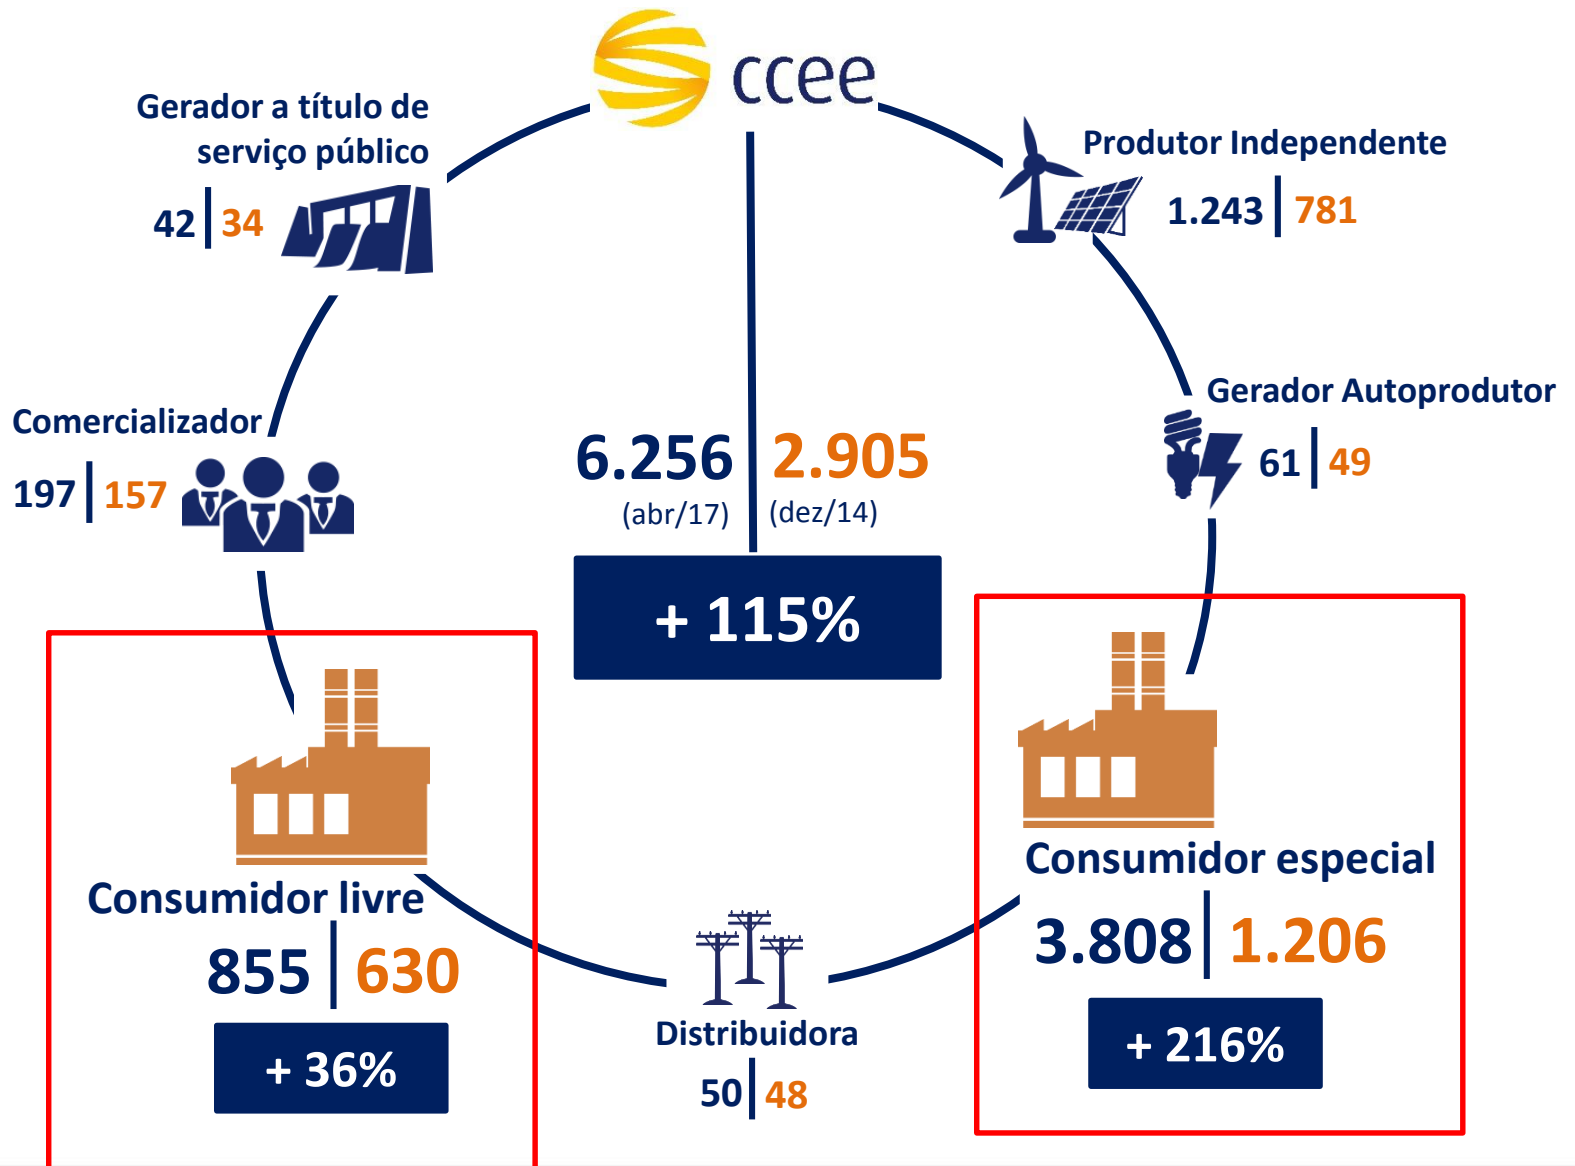 ccee
Gerador a título de
serviço público
42 34
Produtor Independente
1.243 781
Gerador Autoprodutor
61 49
Comercializador
197 157
6.256 2.905
(abr/17) (dez/14)
+ 115%
Consumidor livre
855 630
+ 36%
Distribuidora
50 48
Consumidor especial
3.808 1.206
+ 216%